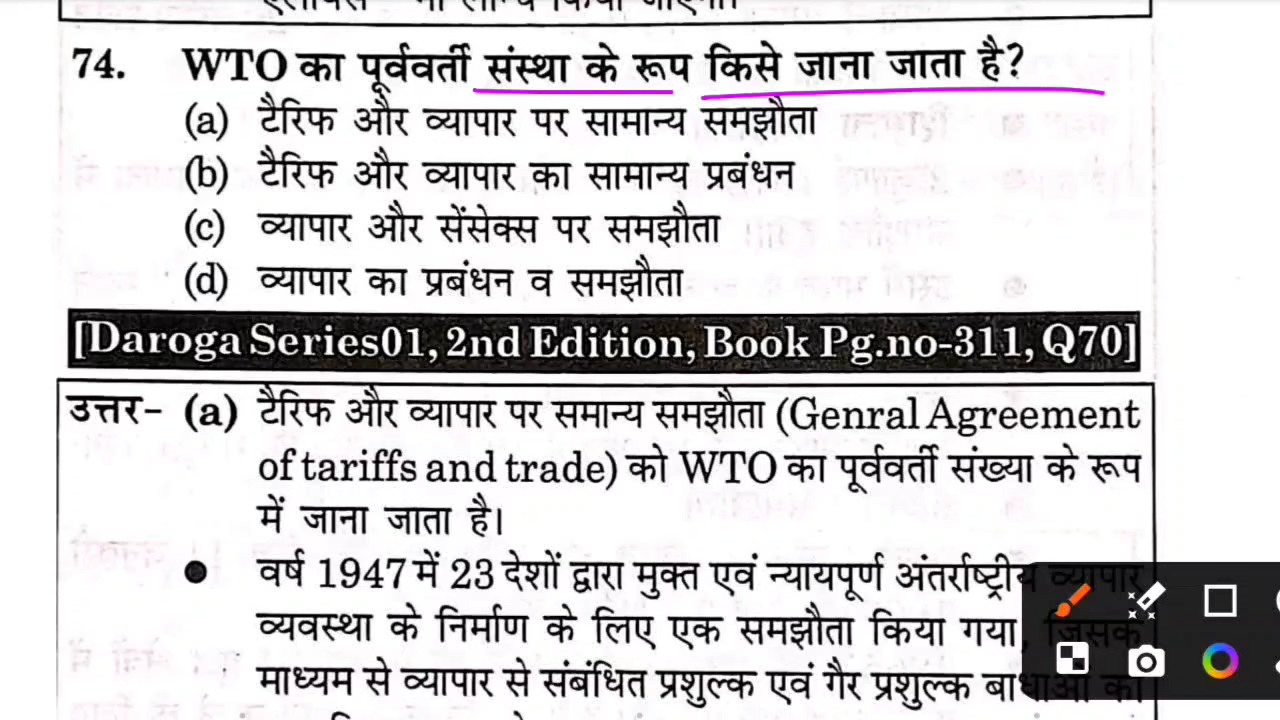 74. WTO का पूर्ववर्ती संस्था के रूप किसे जाना जाता है?
(a) टैरिफ और व्यापार पर सामान्य समझौता
(b) टैरिफ और व्यापार का सामान्य प्रबंधन
(c) व्यापार और सेंसेक्स पर समझौता
(d) व्यापार का प्रबंधन व समझौता
[Daroga Series01, 2nd Edition, Book Pg.no-311, Q70]
उत्तर- (a) टैरिफ और व्यापार पर समान्य समझौता (Genral Agreement
of tariffs and trade) को WTO का पूर्ववर्ती संख्या के रूप
में जाना जाता है।
● वर्ष 1947 में 23 देशों द्वारा मुक्त एवं न्यायपूर्ण अंतर्राष्ट्रीय व्यापार
व्यवस्था के निर्माण के लिए एक समझौता किया गया, जिसके
माध्यम से व्यापार से संबंधित प्रशुल्क एवं गैर प्रशुल्क बाधाओं को